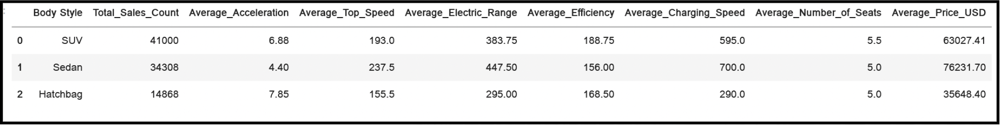 Body Style Total_Sales_Count Average_Acceleration Average_Top_Speed Average_Electric_Range Average_Efficiency Average_Charging_Speed Average_Number_of_Seats Average_Price_USD
0 SUV 41000 6.88 193.0 383.75 188.75 595.0 5.5 63027.41
1 Sedan 34308 4.40 237.5 447.50 156.00 700.0 5.0 76231.70
2 Hatchbag 14868 7.85 155.5 295.00 168.50 290.0 5.0 35648.40